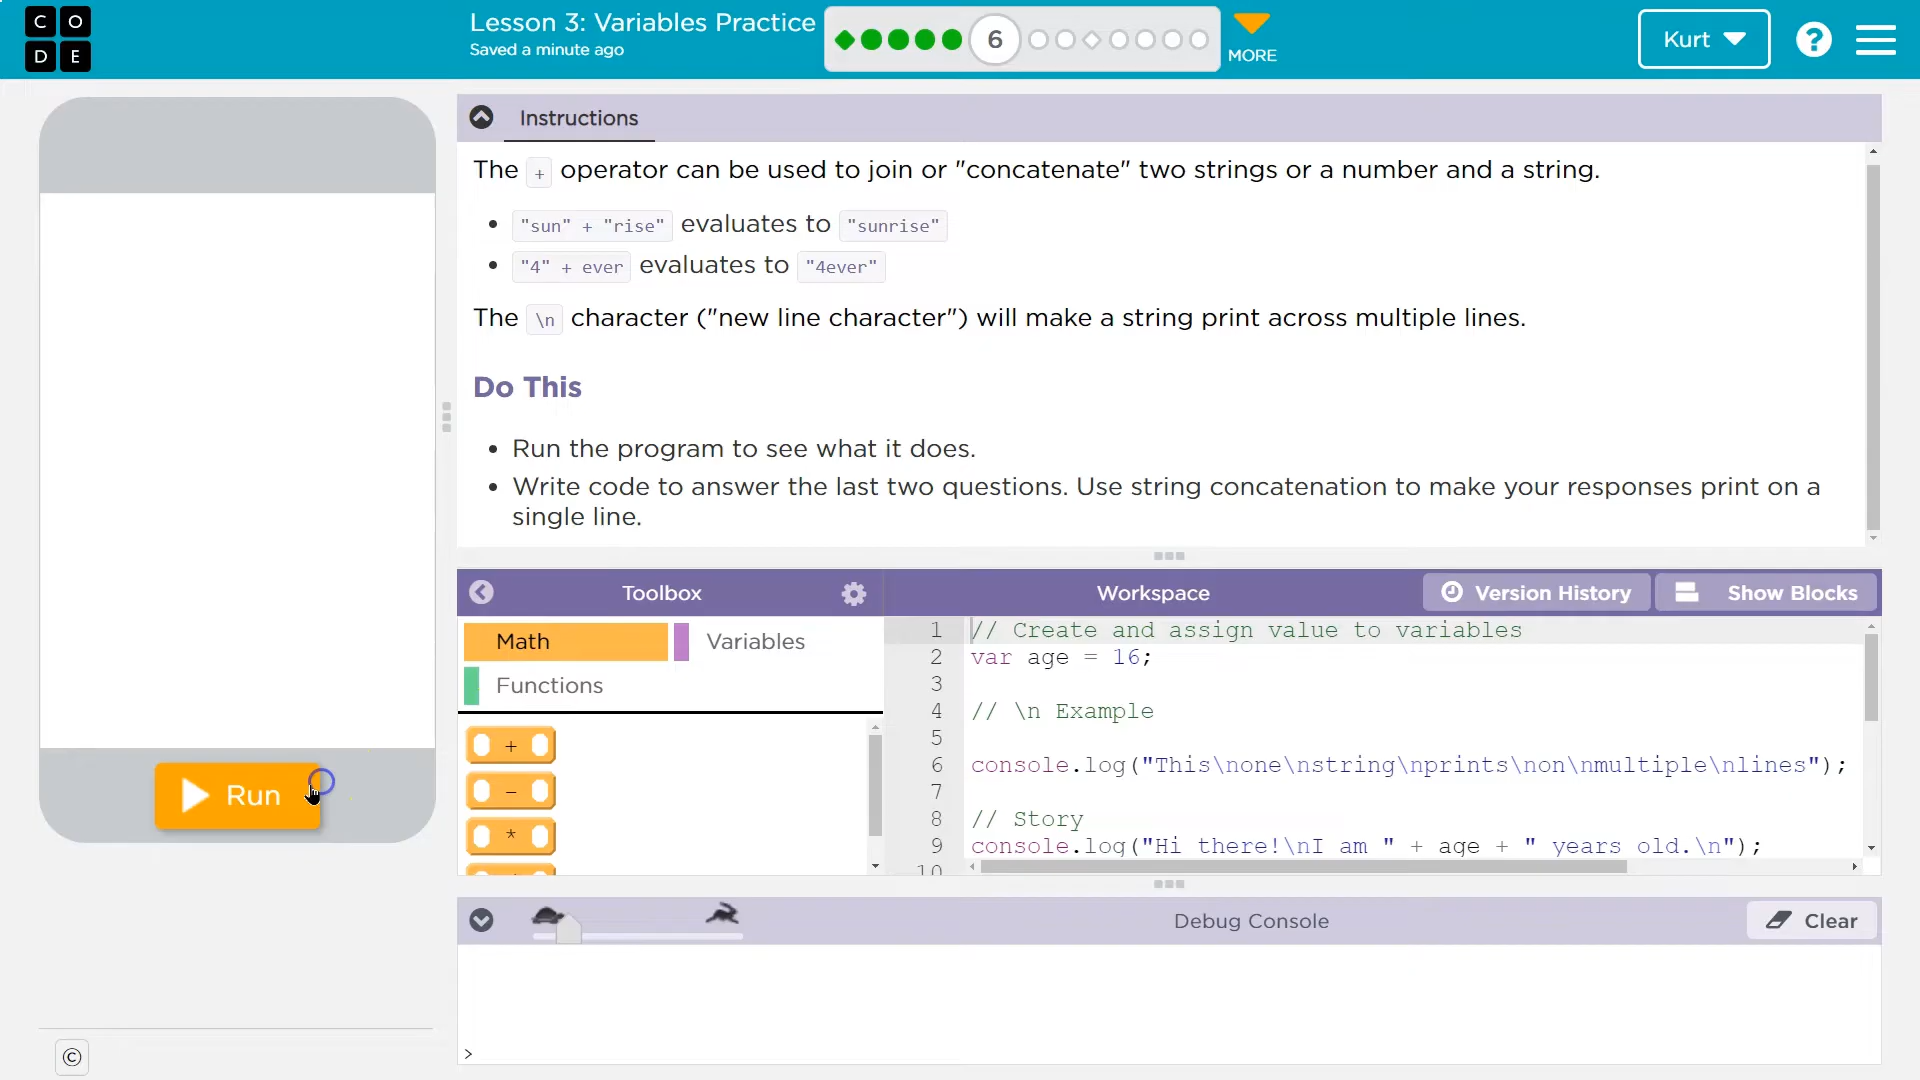 CODE
Lesson 3: Variables Practice
Saved a minute ago
6
MORE
Kurt
?
Instructions
The + operator can be used to join or "concatenate" two strings or a number and a string.
"sun" + "rise" evaluates to "sunrise"
"4" + ever evaluates to "4ever"
The \n character ("new line character") will make a string print across multiple lines.
Do This
Run the program to see what it does.
Write code to answer the last two questions. Use string concatenation to make your responses print on a
single line.
Run
Toolbox
Math
Variables
Functions
+
-
*
Workspace
Version History
Show Blocks
1 // Create and assign value to variables
2 var age = 16;
3
4 // \n Example
5
6 console.log("This\none\nstring\nprints\non\nmultiple\nlines");
7
8 // Story
9 console.log("Hi there!\nI am " + age + " years old.\n");
10
Debug Console
Clear
>
©